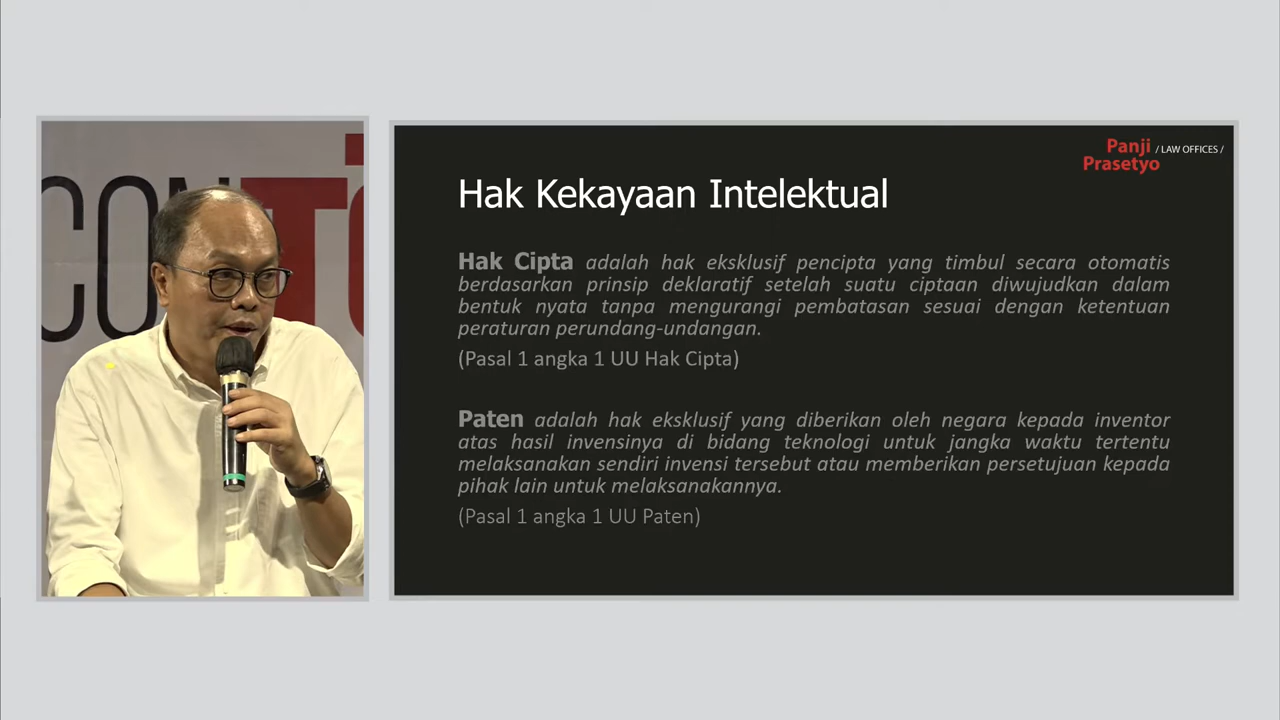 CON
Panji / LAW OFFICES /
Prasetyo
Hak Kekayaan Intelektual
Hak Cipta adalah hak eksklusif pencipta yang timbul secara otomatis
berdasarkan prinsip deklaratif setelah suatu ciptaan diwujudkan dalam
bentuk nyata tanpa mengurangi pembatasan sesuai dengan ketentuan
peraturan perundang-undangan.
(Pasal 1 angka 1 UU Hak Cipta)
Paten adalah hak eksklusif yang diberikan oleh negara kepada inventor
atas hasil invensinya di bidang teknologi untuk jangka waktu tertentu
melaksanakan sendiri invensi tersebut atau memberikan persetujuan kepada
pihak lain untuk melaksanakannya.
(Pasal 1 angka 1 UU Paten)